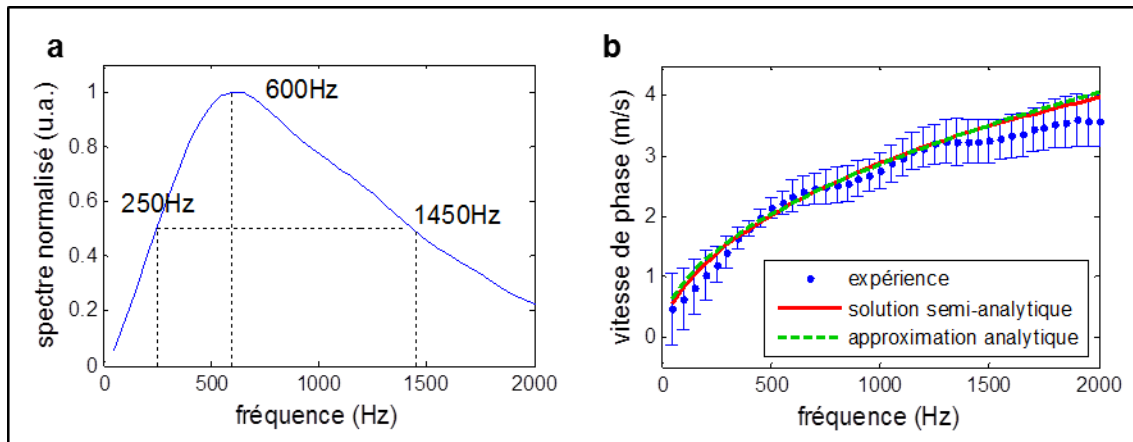 a
spectre normalisé (u.a.)
1
0.8
0.6
0.4
0.2
0
600Hz
250Hz
1450Hz
0
500
1000
1500
2000
fréquence (Hz)
b
vitesse de phase (m/s)
4
3
2
1
0
expérience
solution semi-analytique
approximation analytique
0
500
1000
1500
2000
fréquence (Hz)